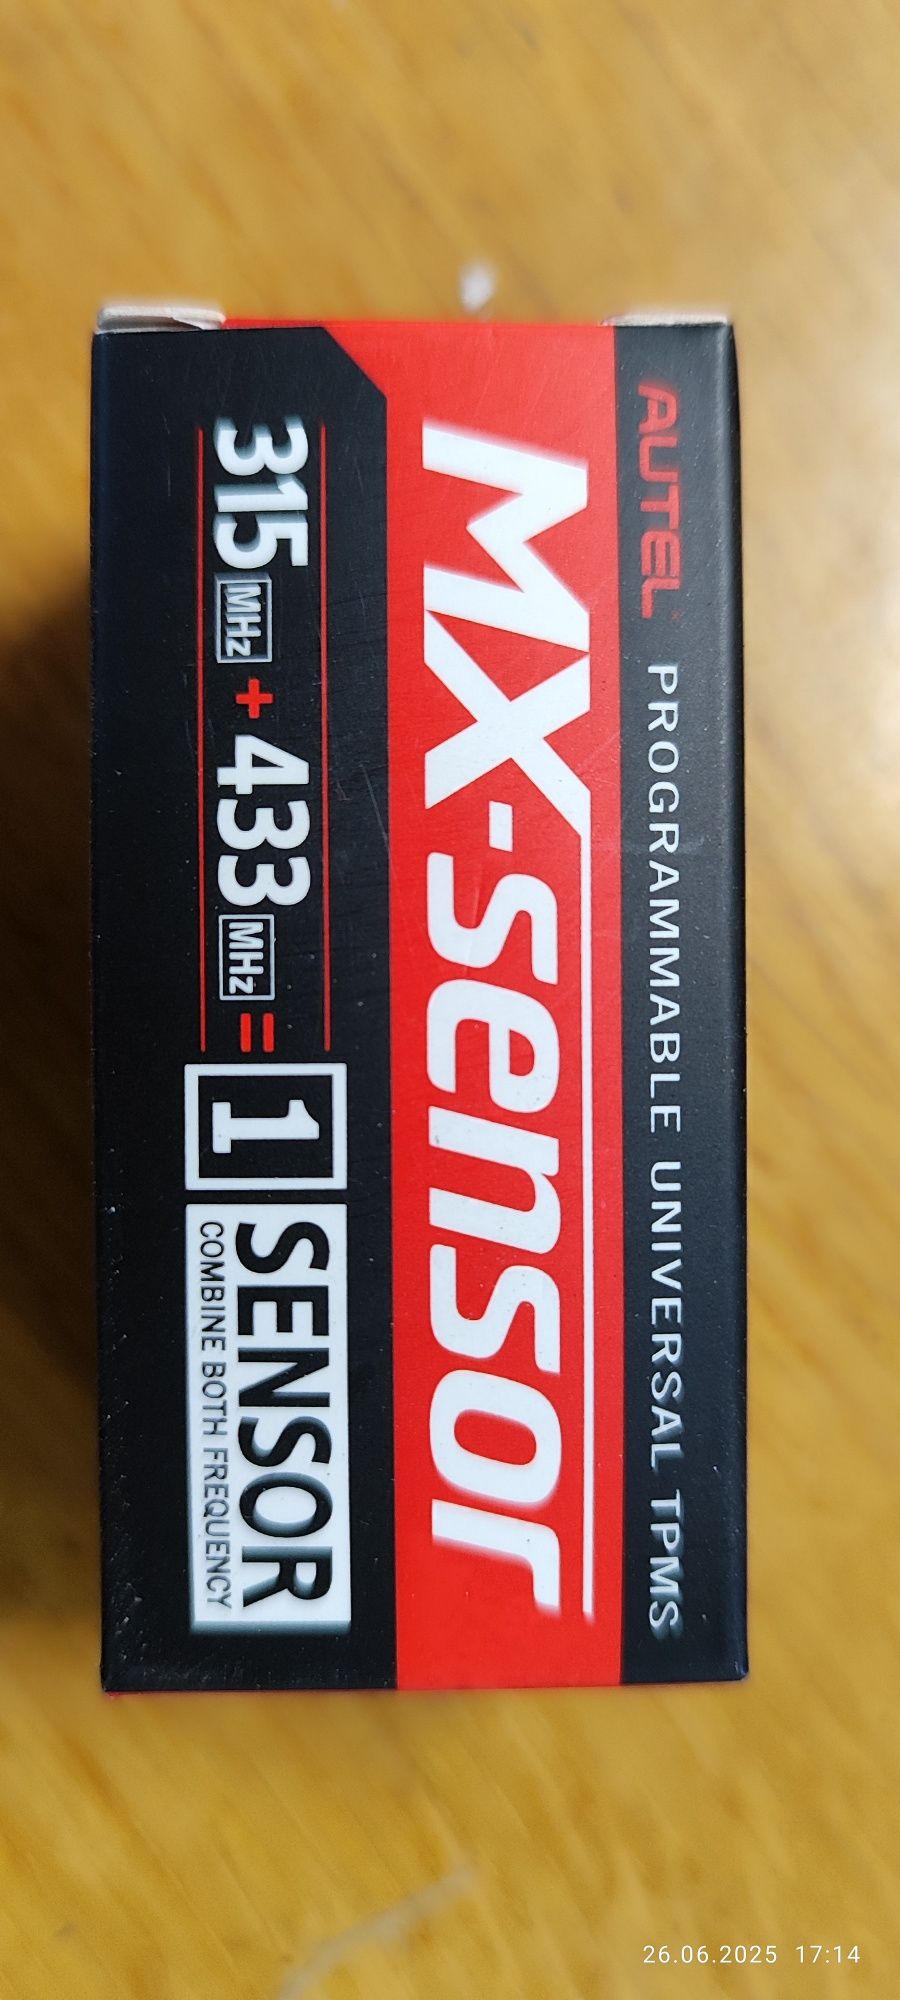 AUTEL PROGRAMMABLE UNIVERSAL TPMS
MX-sensor
315 MHz + 433 MHz = 1 SENSOR
COMBINE BOTH FREQUENCY
26.06.2025 17:14